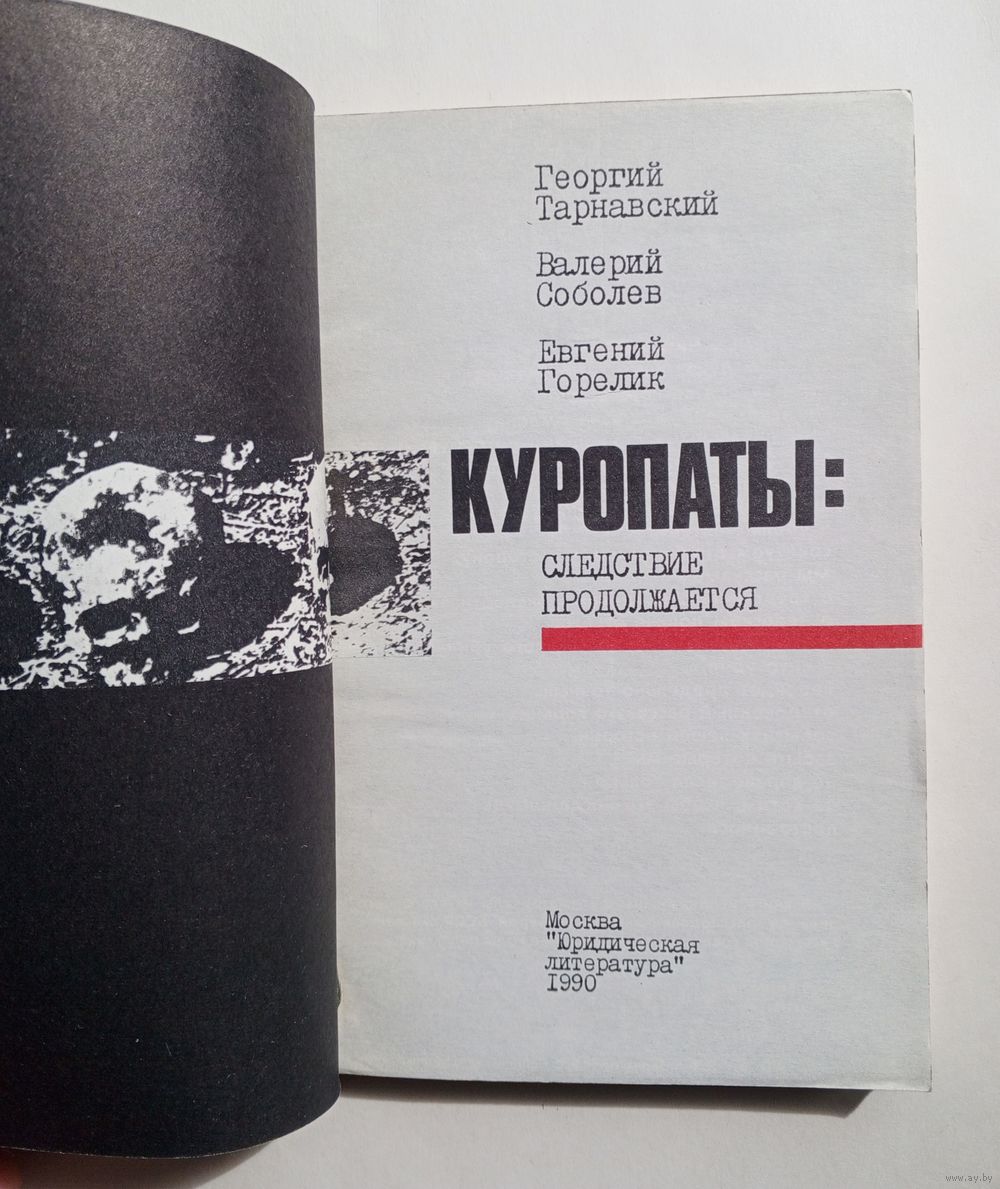 Георгий
Тарнавский
Валерий
Соболев
Евгений
Горелик
КУРОПАТЫ:
СЛЕДСТВИЕ
ПРОДОЛЖАЕТСЯ
Москва
"Юридическая
литература"
1990
www.ay.by